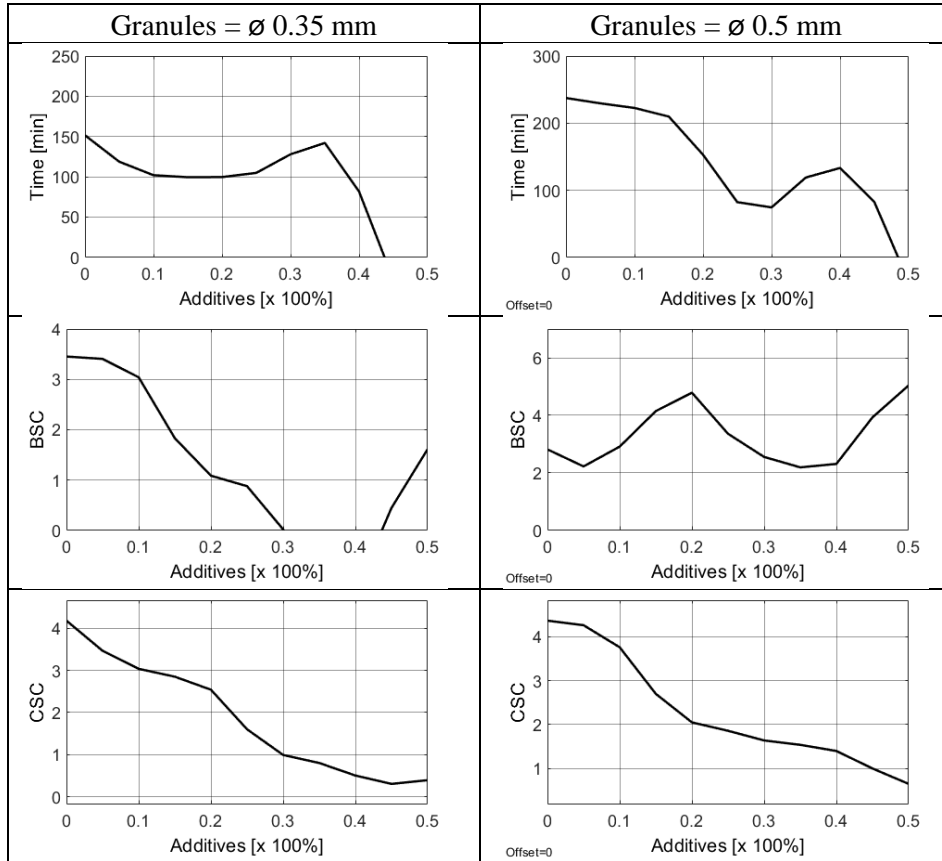 Granules = ø 0.35 mm
Granules = ø 0.5 mm
250
200
150
100
50
0
Time [min]
0 0.1 0.2 0.3 0.4 0.5
Additives [x 100%]
300
200
100
0
Time [min]
0 0.1 0.2 0.3 0.4 0.5
Additives [x 100%]
Offset=0
4
3
2
1
0
BSC
0 0.1 0.2 0.3 0.4 0.5
Additives [x 100%]
6
4
2
0
BSC
0 0.1 0.2 0.3 0.4 0.5
Additives [x 100%]
Offset=0
4
3
2
1
0
CSC
0 0.1 0.2 0.3 0.4 0.5
Additives [x 100%]
4
3
2
1
CSC
0 0.1 0.2 0.3 0.4 0.5
Additives [x 100%]
Offset=0